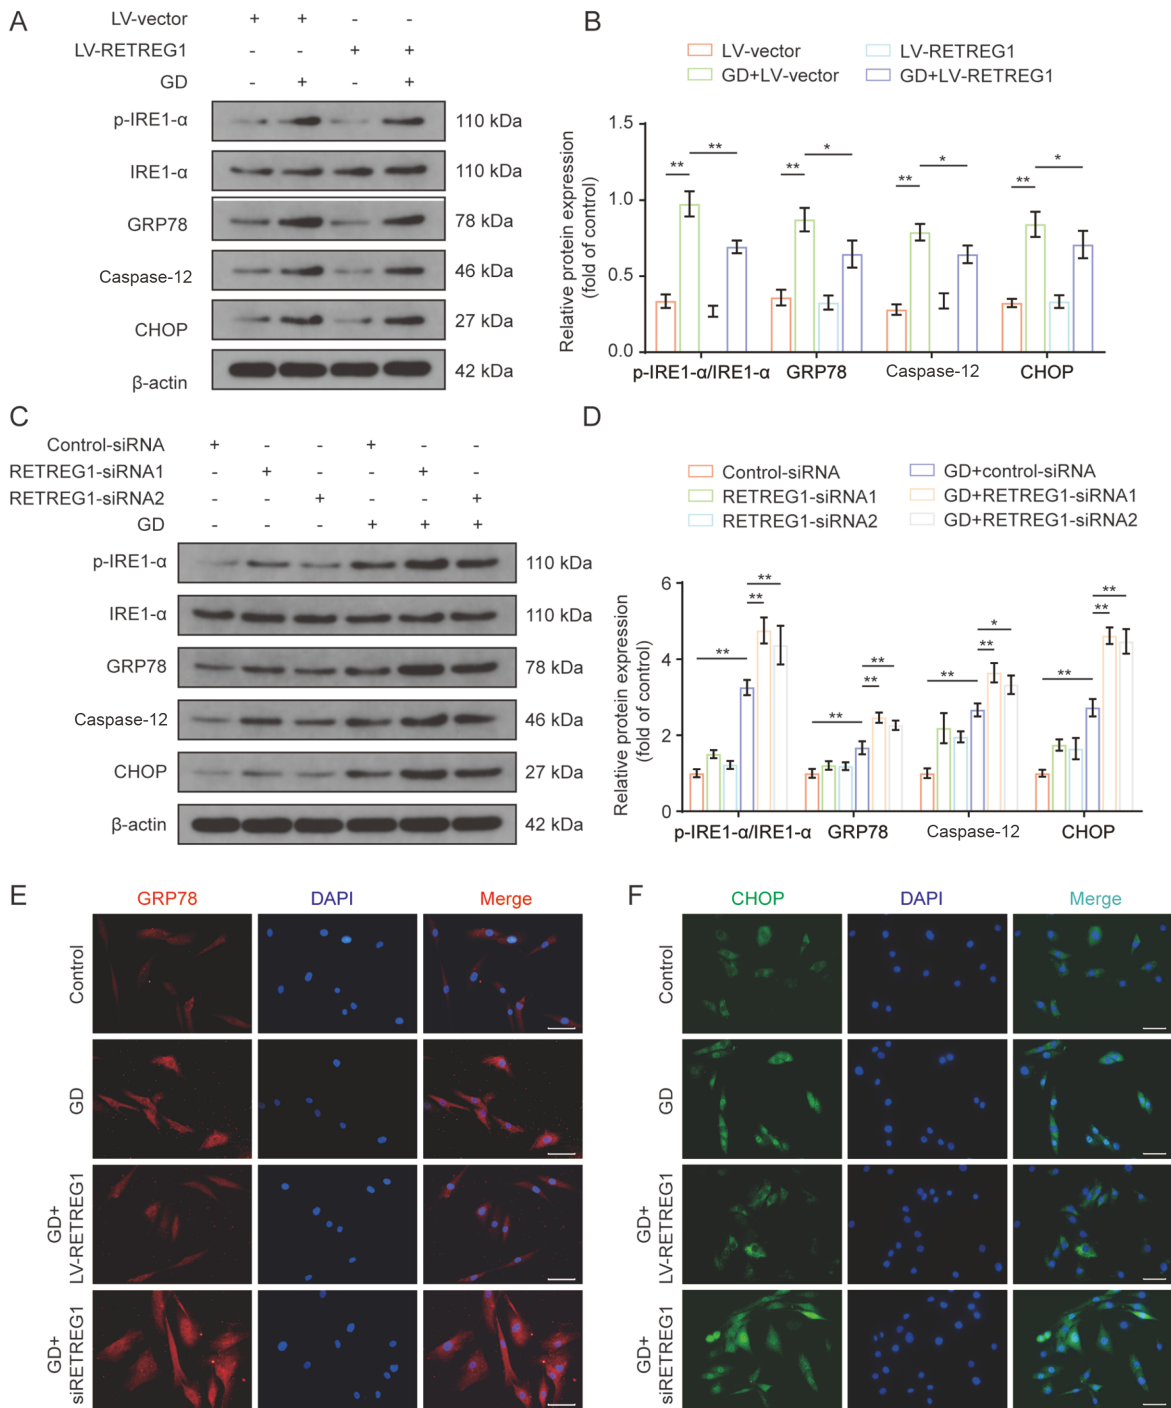 A
LV-vector + + - -
LV-RETREG1 - - + +
GD - + - +
p-IRE1-α 110 kDa
IRE1-α 110 kDa
GRP78 78 kDa
Caspase-12 46 kDa
CHOP 27 kDa
β-actin 42 kDa
B
LV-vector LV-RETREG1
GD+LV-vector GD+LV-RETREG1
Relative protein expression
(fold of control)
1.5
1.0
0.5
0.0
** ** ** * ** * ** *
p-IRE1-α/IRE1-α GRP78 Caspase-12 CHOP
C
Control-siRNA + - - + - -
RETREG1-siRNA1 - + - - + -
RETREG1-siRNA2 - - + - - +
GD - - - + + +
p-IRE1-α 110 kDa
IRE1-α 110 kDa
GRP78 78 kDa
Caspase-12 46 kDa
CHOP 27 kDa
β-actin 42 kDa
D
Control-siRNA GD+control-siRNA
RETREG1-siRNA1 GD+RETREG1-siRNA1
RETREG1-siRNA2 GD+RETREG1-siRNA2
Relative protein expression
(fold of control)
6
4
2
0
** ** ** ** ** ** ** ** * ** ** **
p-IRE1-α/IRE1-α GRP78 Caspase-12 CHOP
E
GRP78 DAPI Merge
Control
GD
GD+
LV-RETREG1
GD+
siRETREG1
F
CHOP DAPI Merge
Control
GD
GD+
LV-RETREG1
GD+
siRETREG1